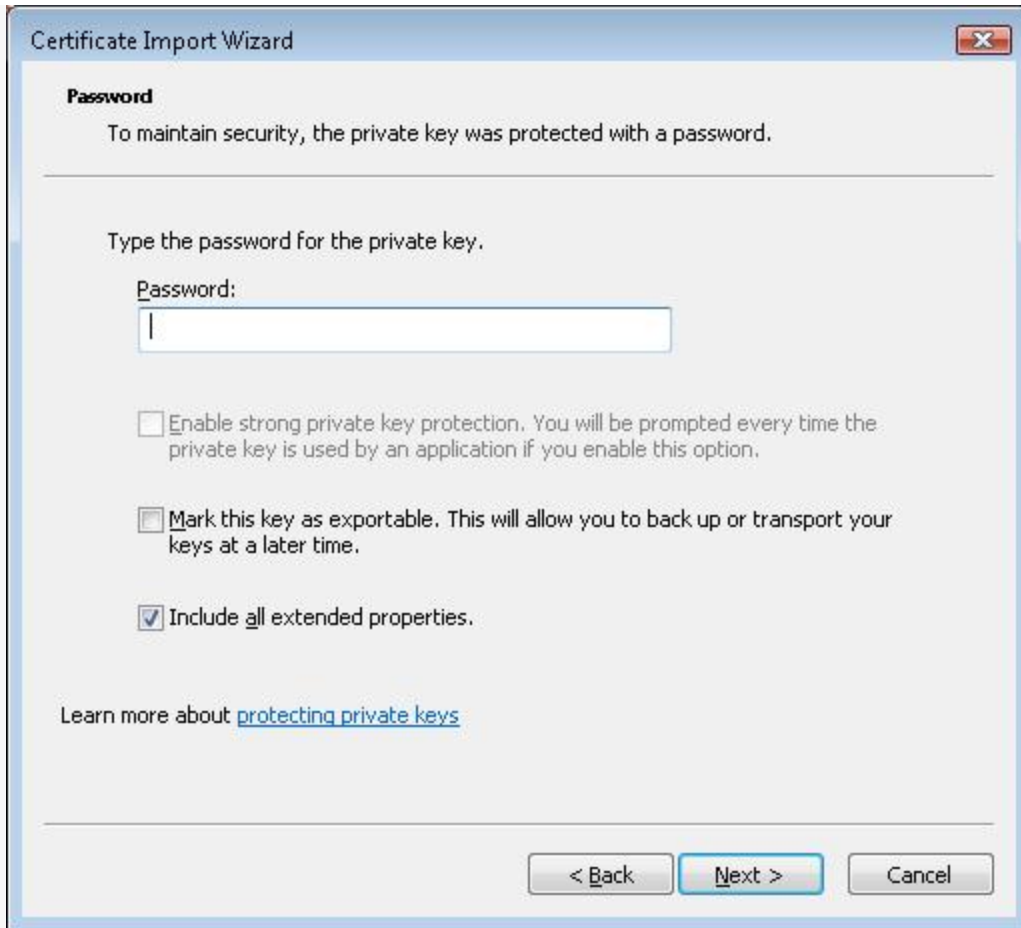 Certificate Import Wizard
Password
To maintain security, the private key was protected with a password.
Type the password for the private key.
Password:
Enable strong private key protection. You will be prompted every time the
private key is used by an application if you enable this option.
Mark this key as exportable. This will allow you to back up or transport your
keys at a later time.
Include all extended properties.
Learn more about protecting private keys
< Back
Next >
Cancel